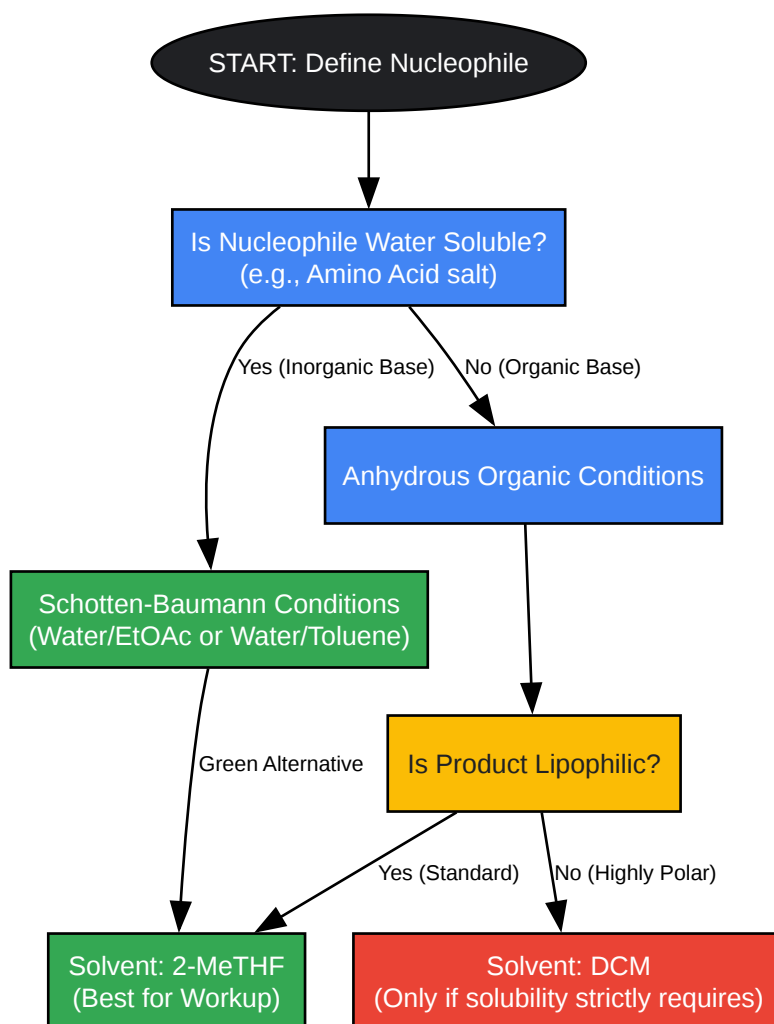 START: Define Nucleophile
Is Nucleophile Water Soluble?
(e.g., Amino Acid salt)
Yes (Inorganic Base)
No (Organic Base)
Anhydrous Organic Conditions
Schotten-Baumann Conditions
(Water/EtOAc or Water/Toluene)
Green Alternative
Is Product Lipophilic?
Yes (Standard)
No (Highly Polar)
Solvent: 2-MeTHF
(Best for Workup)
Solvent: DCM
(Only if solubility strictly requires)